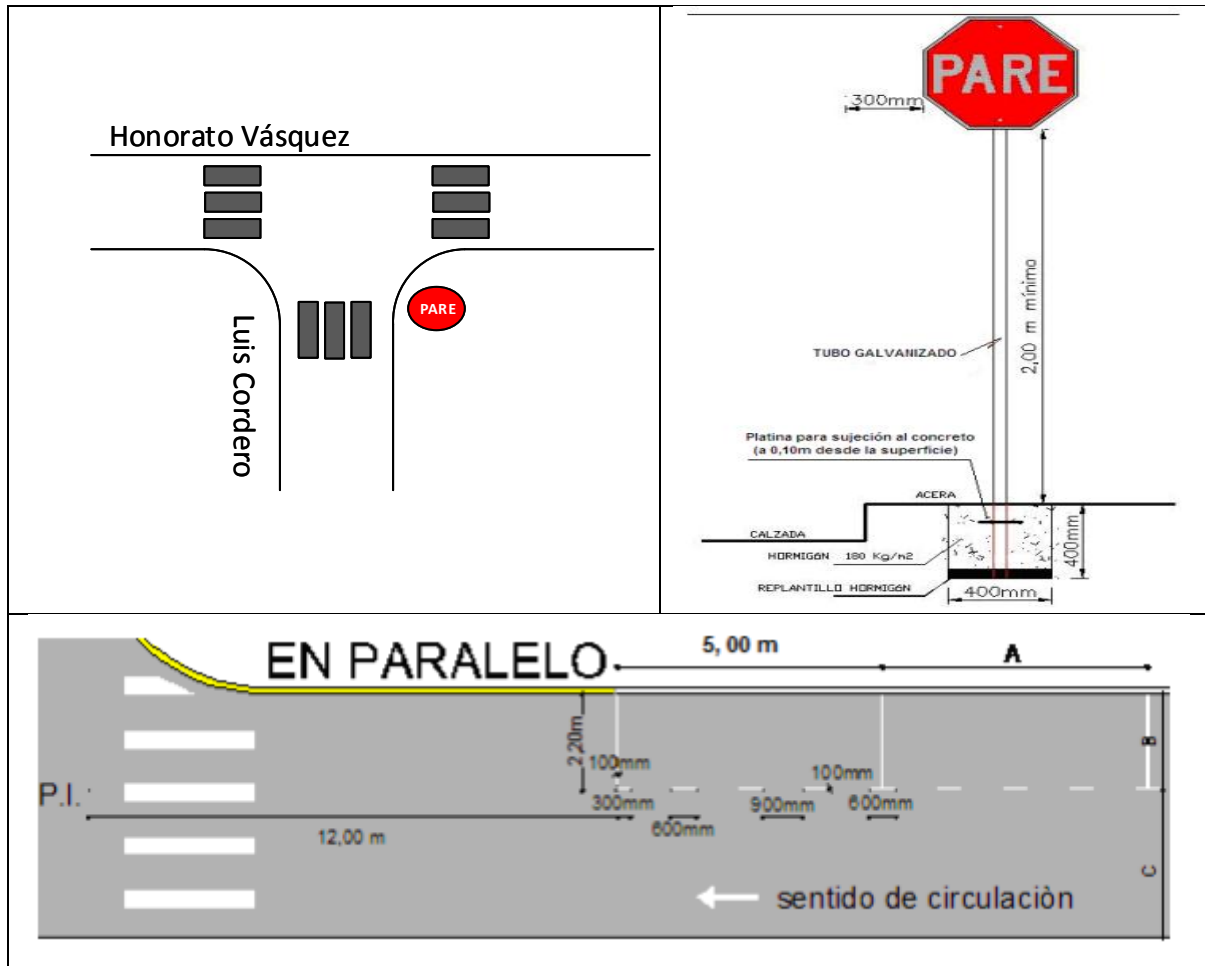 Honorato Vásquez
PARE
Luis Cordero
PARE
300mm
2,00 m mínimo
TUBO GALVANIZADO
Platina para sujeción al concreto
(a 0,10m desde la superficie)
ACERA
CALZADA
HORMIGóN 180 Kg/m2
400mm
REPLANTILLO HORMIGóN
400mm
EN PARALELO
5, 00 m
A
2,20m
B
100mm
100mm
P.I.
300mm
900mm
600mm
600mm
12,00 m
C
sentido de circulaciòn